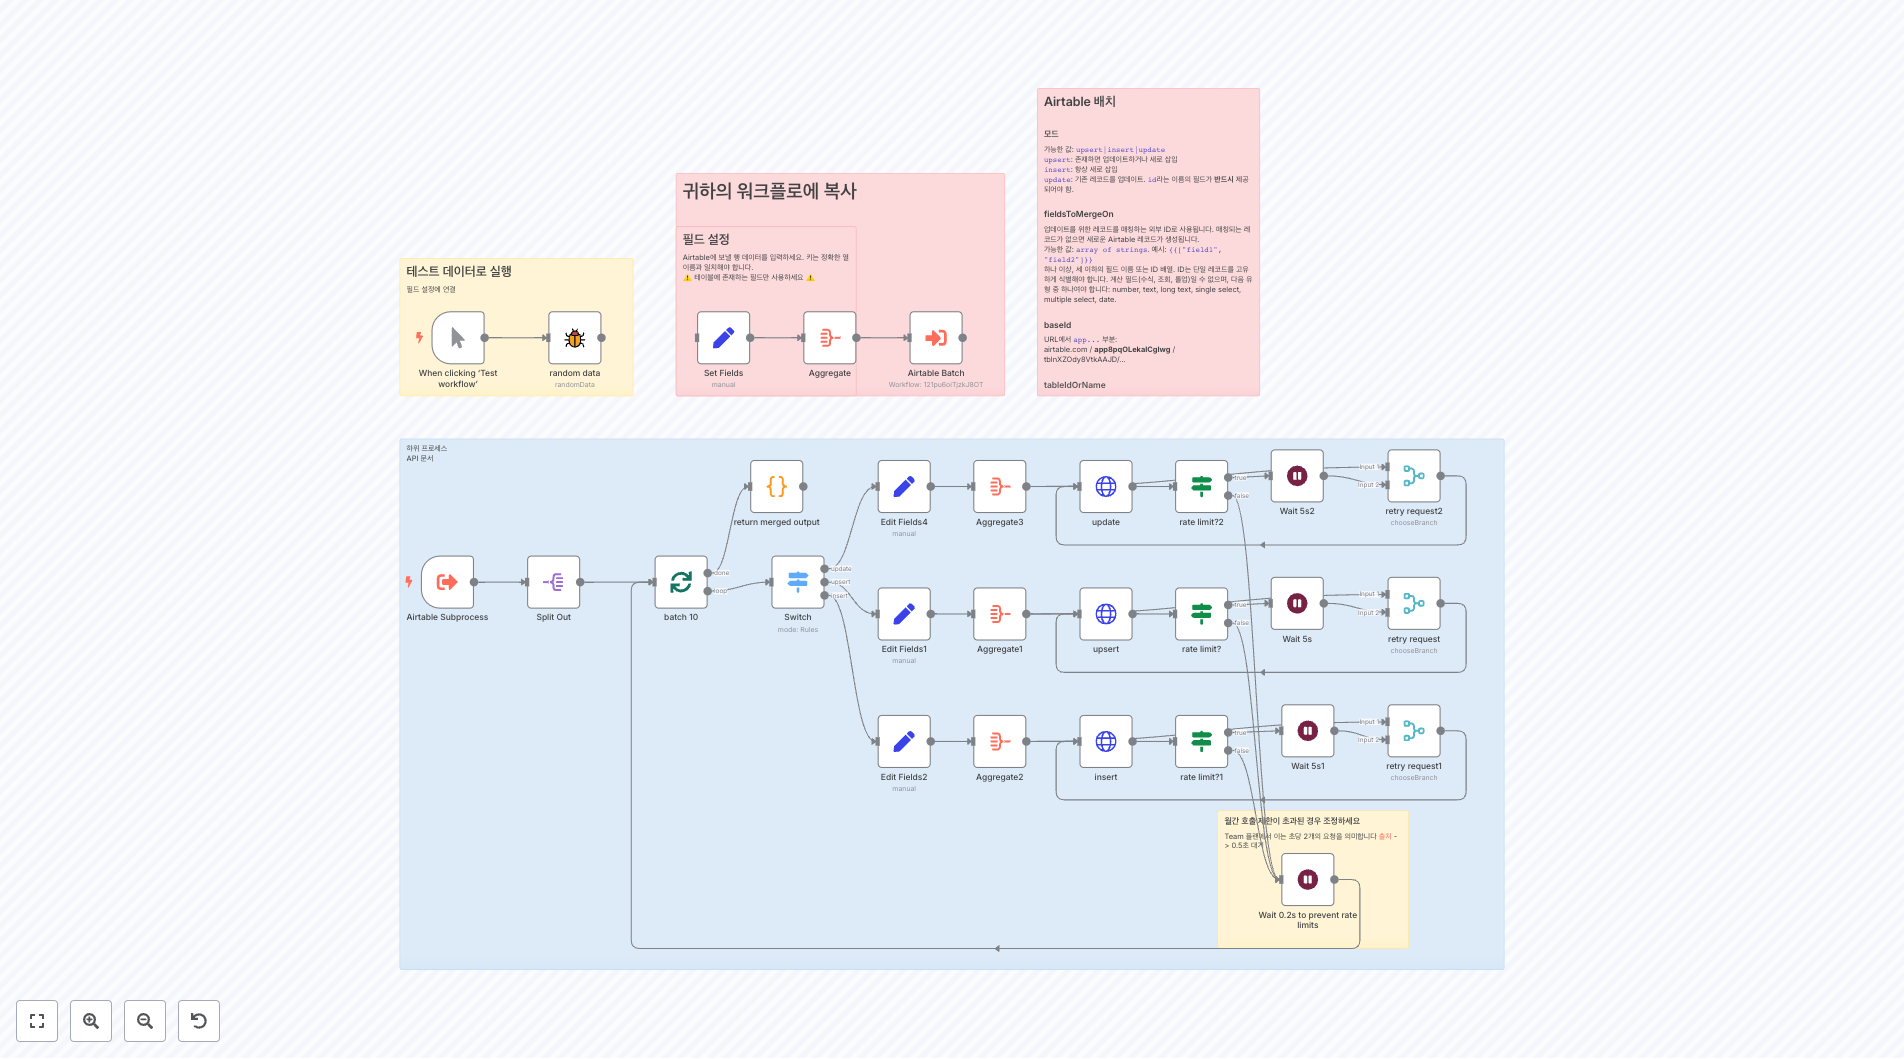 Airtable 배치
모드
가능한 값: upsert|insert|update
upsert: 존재하면 업데이트하거나 새로 삽입
insert: 항상 새로 삽입
update: 기존 레코드를 업데이트. id라는 이름의 필드가 반드시 제공
되어야 함.
fieldsToMergeOn
업데이트를 위한 레코드를 매칭하는 외부 ID로 사용됩니다. 매칭되는 레
코드가 없으면 새로운 Airtable 레코드가 생성됩니다.
가능한 값: array of strings. 예시: {{["field1",
"field2"]}}
하나 이상, 세 이하의 필드 이름 또는 ID 배열. ID는 단일 레코드를 고유
하게 식별해야 합니다. 계산 필드(수식, 조회, 롤업)일 수 없으며, 다음 유
형 중 하나여야 합니다: number, text, long text, single select,
multiple select, date.
baseId
URL에서 app... 부분:
airtable.com / app8pqOLekaICglwg /
tblnXZOdy8VtkAAJD/...
tableIdOrName
귀하의 워크플로에 복사
필드 설정
Airtable에 보낼 행 데이터를 입력하세요. 키는 정확한 열
이름과 일치해야 합니다.
⚠️ 테이블에 존재하는 필드만 사용하세요 ⚠️
Set Fields
manual
Aggregate
Airtable Batch
Workflow: 121pu6orTjzkJ8O7
테스트 데이터로 실행
필드 설정에 연결
When clicking ‘Test
workflow’
random data
randomData
하위 프로세스
API 문서
Airtable Subprocess
Split Out
batch 10
done
loop
return merged output
Switch
mode: Rules
update
upsert
insert
Edit Fields4
manual
Aggregate3
update
rate limit?2
true
false
Wait 5s2
Input 1
Input 2
retry request2
chooseBranch
Edit Fields1
manual
Aggregate1
upsert
rate limit?
true
false
Wait 5s
Input 1
Input 2
retry request
chooseBranch
Edit Fields2
manual
Aggregate2
insert
rate limit?1
true
false
Wait 5s1
Input 1
Input 2
retry request1
chooseBranch
월간 호출 제한이 초과된 경우 조정하세요
Team 플랜에서 이는 초당 2개의 요청을 의미합니다 출처 -
> 0.5초 대기
Wait 0.2s to prevent rate
limits